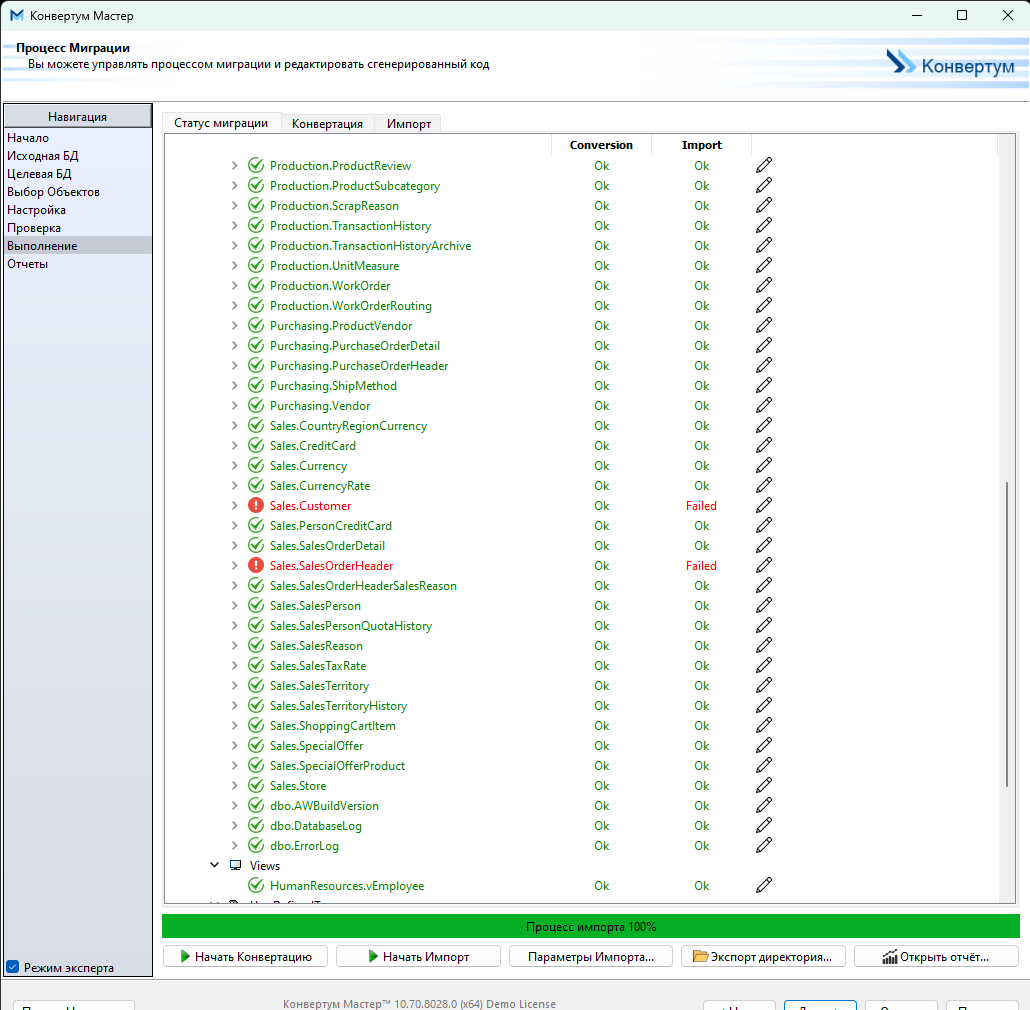 Конвертум Мастер
Процесс Миграции
Вы можете управлять процессом миграции и редактировать сгенерированный код
Конвертум
Навигация
Начало
Исходная БД
Целевая БД
Выбор Объектов
Настройка
Проверка
Выполнение
Отчеты
Режим эксперта
Статус миграции Конвертация Импорт
Conversion Import
Production.ProductReview Ok Ok
Production.ProductSubcategory Ok Ok
Production.ScrapReason Ok Ok
Production.TransactionHistory Ok Ok
Production.TransactionHistoryArchive Ok Ok
Production.UnitMeasure Ok Ok
Production.WorkOrder Ok Ok
Production.WorkOrderRouting Ok Ok
Purchasing.ProductVendor Ok Ok
Purchasing.PurchaseOrderDetail Ok Ok
Purchasing.PurchaseOrderHeader Ok Ok
Purchasing.ShipMethod Ok Ok
Purchasing.Vendor Ok Ok
Sales.CountryRegionCurrency Ok Ok
Sales.CreditCard Ok Ok
Sales.Currency Ok Ok
Sales.CurrencyRate Ok Ok
Sales.Customer Ok Failed
Sales.PersonCreditCard Ok Ok
Sales.SalesOrderDetail Ok Ok
Sales.SalesOrderHeader Ok Failed
Sales.SalesOrderHeaderSalesReason Ok Ok
Sales.SalesPerson Ok Ok
Sales.SalesPersonQuotaHistory Ok Ok
Sales.SalesReason Ok Ok
Sales.SalesTaxRate Ok Ok
Sales.SalesTerritory Ok Ok
Sales.SalesTerritoryHistory Ok Ok
Sales.ShoppingCartItem Ok Ok
Sales.SpecialOffer Ok Ok
Sales.SpecialOfferProduct Ok Ok
Sales.Store Ok Ok
dbo.AWBuildVersion Ok Ok
dbo.DatabaseLog Ok Ok
dbo.ErrorLog Ok Ok
Views
HumanResources.vEmployee Ok Ok
Процесс импорта 100%
Начать Конвертацию Начать Импорт Параметры Импорта... Экспорт директория... Открыть отчёт...
Конвертум Мастер™ 10.70.8028.0 (x64) Demo License